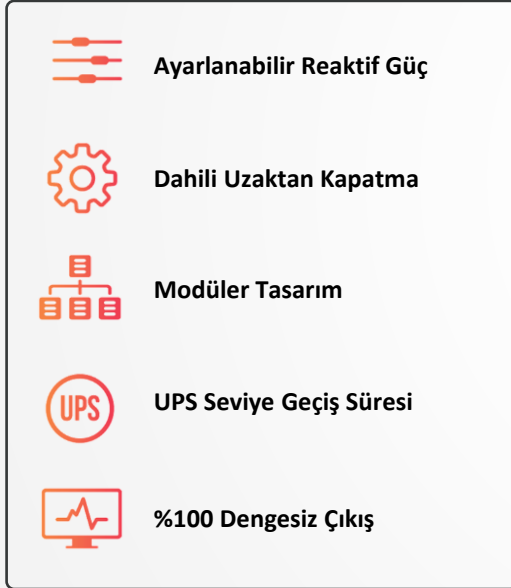 Ayarlanabilir Reaktif Güç
Dahili Uzaktan Kapatma
Modüler Tasarım
UPS
UPS Seviye Geçiş Süresi
%100 Dengesiz Çıkış